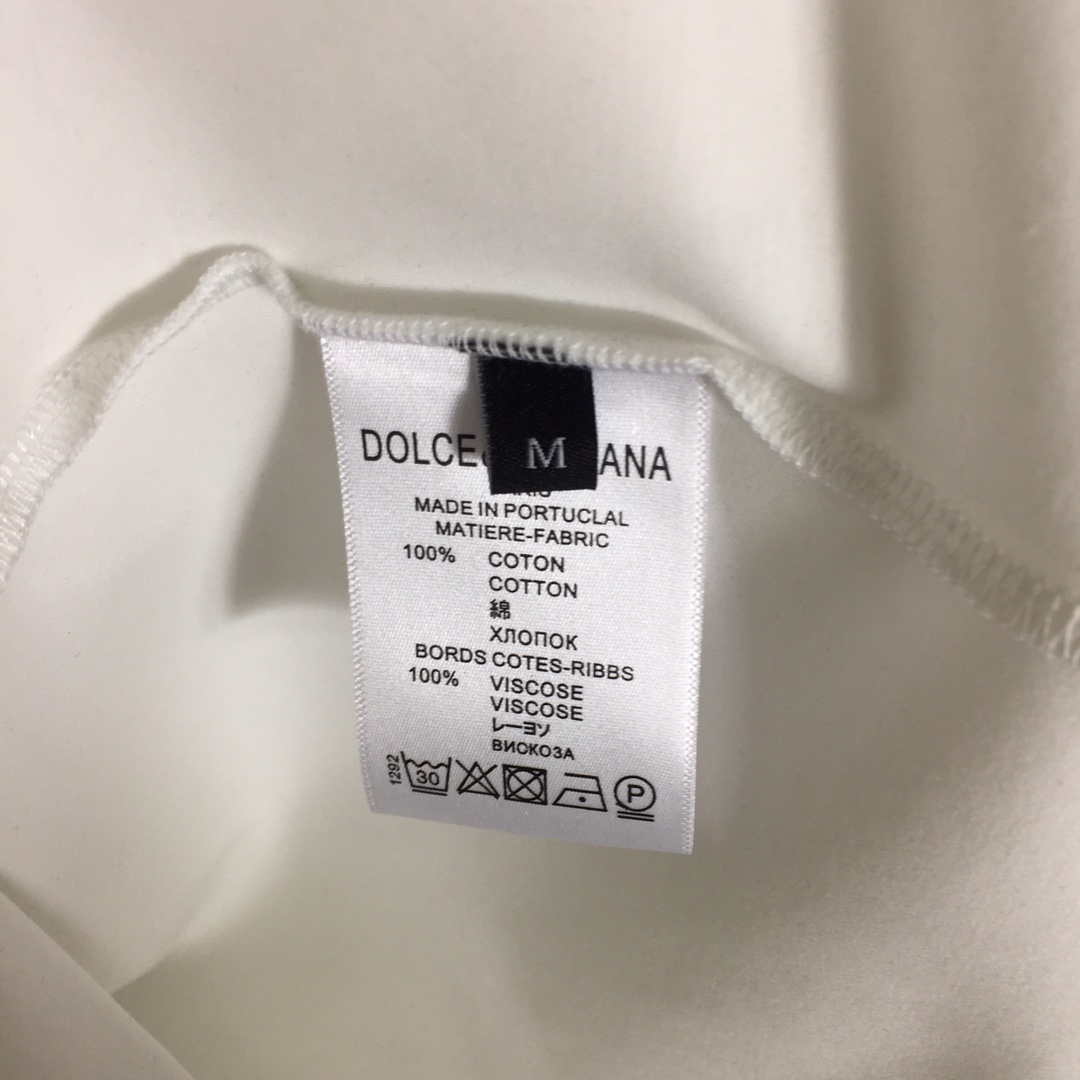 DOLCE
M
ANA
MADE IN PORTUCLAL
MATIERE-FABRIC
100% COTON
COTTON
綿
ХЛОПОК
BORDS COTES-RIBBS
100% VISCOSE
VISCOSE
レーヨソ
ВИСКОЗА
1292
30
P